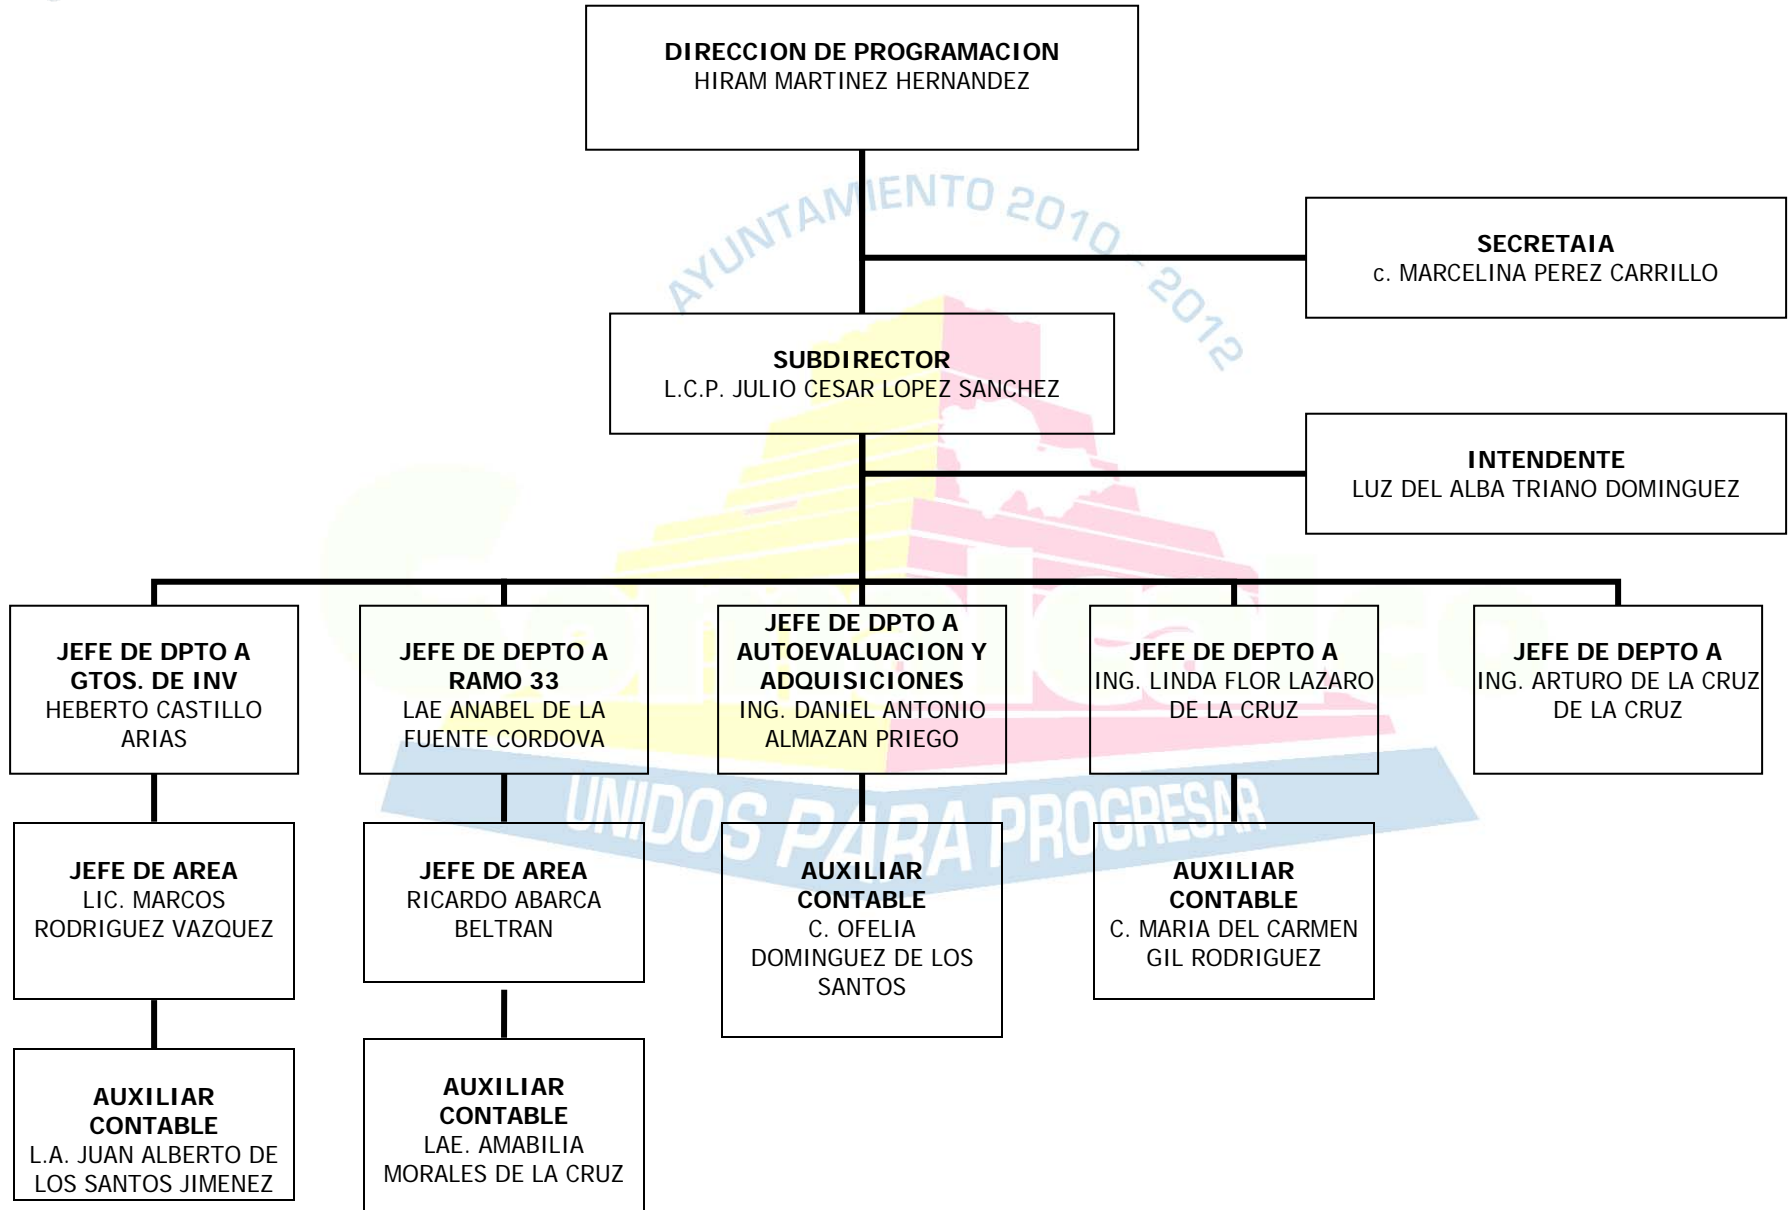 DIRECCION DE PROGRAMACION
HIRAM MARTINEZ HERNANDEZ
AYUNTAMIENTO 2010 - 2012
SECRETAIA
c. MARCELINA PEREZ CARRILLO
SUBDIRECTOR
L.C.P. JULIO CESAR LOPEZ SANCHEZ
INTENDENTE
LUZ DEL ALBA TRIANO DOMINGUEZ
Comalcalco
JEFE DE DPTO A
GTOS. DE INV
HEBERTO CASTILLO
ARIAS
JEFE DE DEPTO A
RAMO 33
LAE ANABEL DE LA
FUENTE CORDOVA
JEFE DE DPTO A
AUTOEVALUACION Y
ADQUISICIONES
ING. DANIEL ANTONIO
ALMAZAN PRIEGO
JEFE DE DEPTO A
ING. LINDA FLOR LAZARO
DE LA CRUZ
JEFE DE DEPTO A
ING. ARTURO DE LA CRUZ
DE LA CRUZ
UNIDOS PARA PROGRESAR
JEFE DE AREA
LIC. MARCOS
RODRIGUEZ VAZQUEZ
JEFE DE AREA
RICARDO ABARCA
BELTRAN
AUXILIAR
CONTABLE
C. OFELIA
DOMINGUEZ DE LOS
SANTOS
AUXILIAR
CONTABLE
C. MARIA DEL CARMEN
GIL RODRIGUEZ
AUXILIAR
CONTABLE
L.A. JUAN ALBERTO DE
LOS SANTOS JIMENEZ
AUXILIAR
CONTABLE
LAE. AMABILIA
MORALES DE LA CRUZ